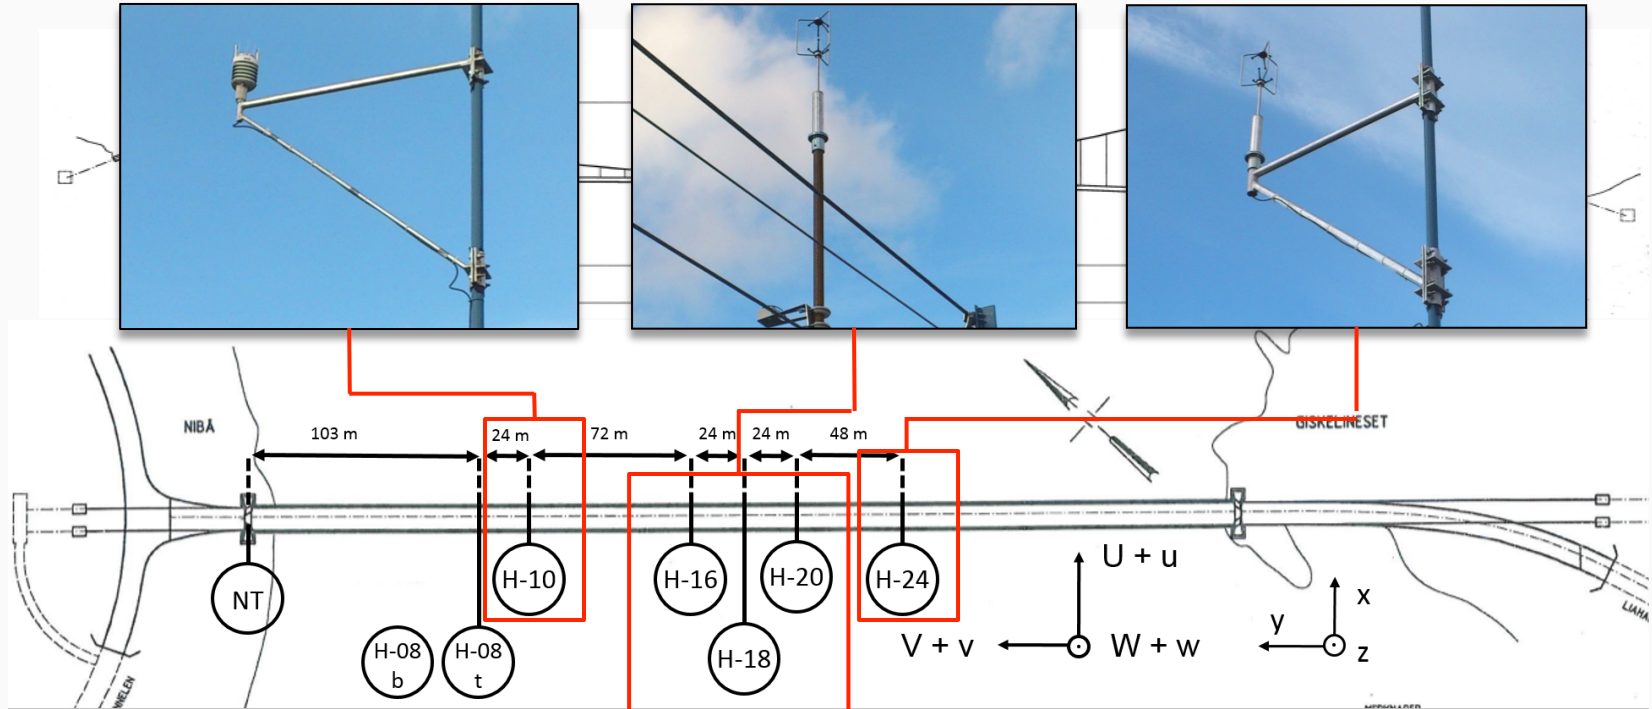 NIBÅ
GISKELINESET
103 m
24 m
72 m
24 m
24 m
48 m
NT
H-08
b
H-08
t
H-10
H-16
H-18
H-20
H-24
U + u
V + v
W + w
x
y
z